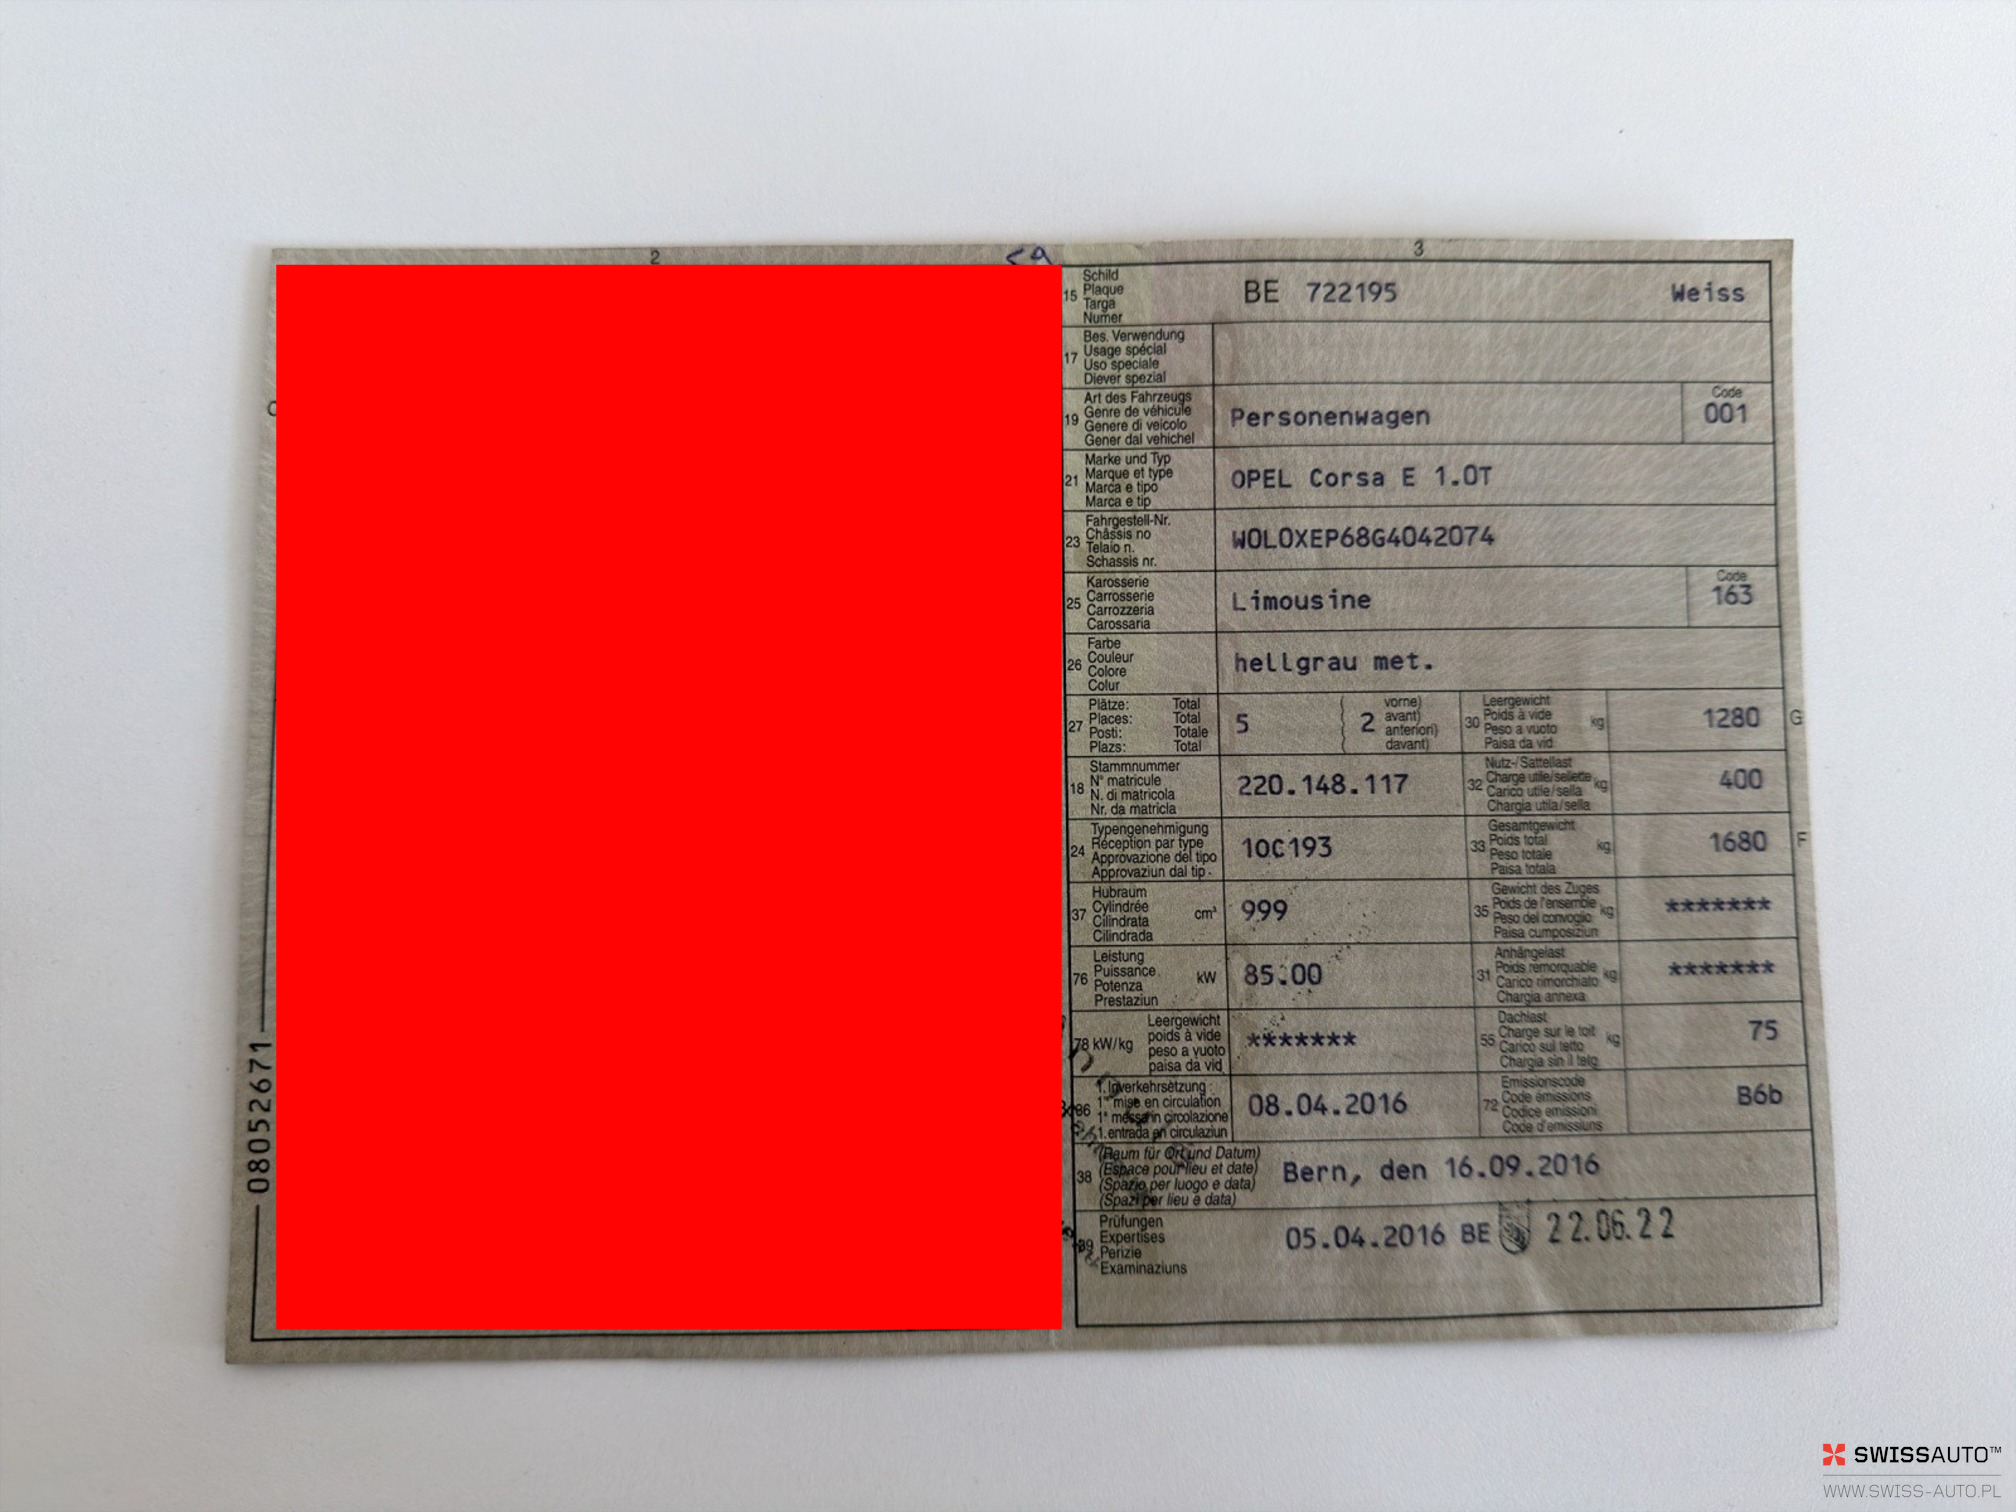 2
3
08052671
15 Schild
Plaque
Targa
Numer
BE 722195 Weiss
17 Bes. Verwendung
Usage spécial
Uso speciale
Diever spezial
19 Art des Fahrzeugs
Genre de véhicule
Genere di veicolo
Gener dal vehichel
Personenwagen
Code
001
21 Marke und Typ
Marque et type
Marca e tipo
Marca e tip
OPEL Corsa E 1.0T
23 Fahrgestell-Nr.
Châssis no
Telaio n.
Schassis nr.
W0L0XEP68G4042074
25 Karosserie
Carrosserie
Carrozzeria
Carossaria
Limousine
Code
163
26 Farbe
Couleur
Colore
Colur
hellgrau met.
27 Plätze: Total
Places: Total
Posti: Totale
Plazs: Total
5
2
vorne)
avant)
anteriori)
davant)
30 Leergewicht
Poids à vide
Peso a vuoto
Paisa da vid
kg
1280 G
18 Stammnummer
N° matricule
N. di matricola
Nr. da matricla
220.148.117
32 Nutz-/Sattellast
Charge utile/sellette
Carico utile/sella
Chargia utila/sella
kg
400
24 Typengenehmigung
Réception par type
Approvazione del tipo
Approvaziun dal tip
10C193
33 Gesamtgewicht
Poids total
Peso totale
Paisa totala
kg
1680 F
37 Hubraum
Cylindrée
Cilindrata
Cilindrada
cm³
999
35 Gewicht des Zuges
Poids de l'ensemble
Peso del convoglio
Paisa cumposiziun
kg
*******
76 Leistung
Puissance
Potenza
Prestaziun
kW
85.00
31 Anhängelast
Poids remorquable
Carico rimorchiato
Chargia annexa
kg
*******
78 kW/kg
Leergewicht
poids à vide
peso a vuoto
paisa da vid
*******
55 Dachlast
Charge sur le toit
Carico sul tetto
Chargia sin il tetg
kg
75
36 1. Inverkehrsetzung
1re mise en circulation
1a messa in circolazione
1. entrada en circulaziun
08.04.2016
72 Emissionscode
Code émissions
Codice emissioni
Code d'emissiuns
B6b
38 (Raum für Ort und Datum)
(Espace pour lieu et date)
(Spazio per luogo e data)
(Spazi per lieu e data)
Bern, den 16.09.2016
39 Prüfungen
Expertises
Perizie
Examinaziuns
05.04.2016 BE 22.06.22
SWISSAUTO™
WWW.SWISS-AUTO.PL